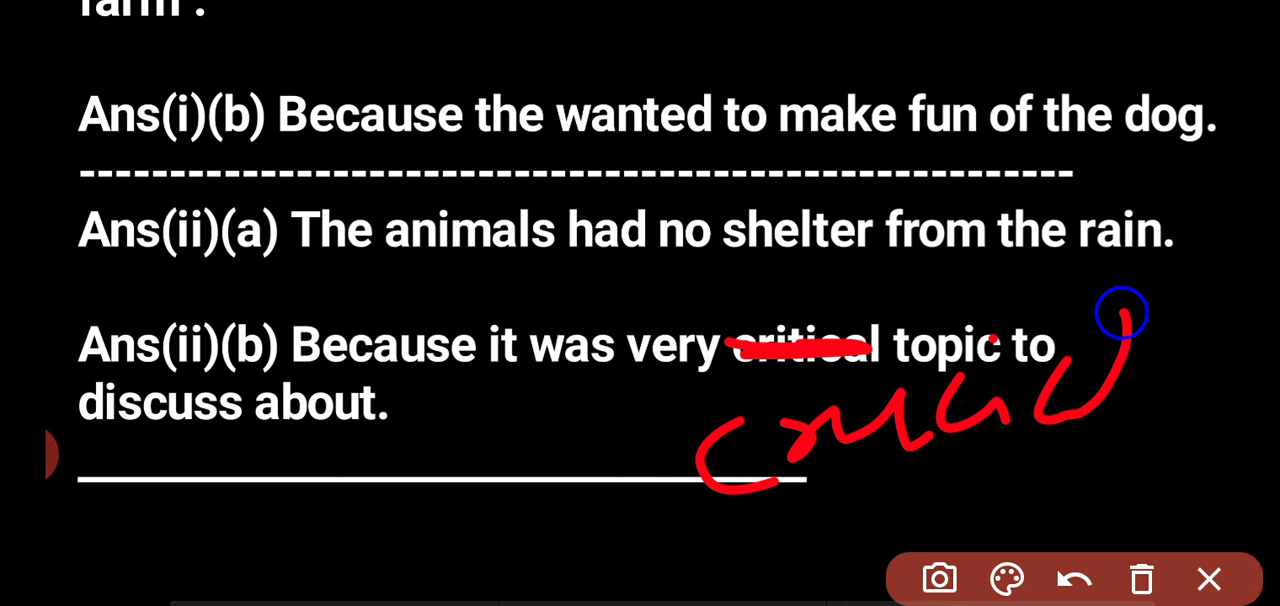 farm .
Ans(i)(b) Because the wanted to make fun of the dog.
-------------------------------------------------------
Ans(ii)(a) The animals had no shelter from the rain.
Ans(ii)(b) Because it was very critical topic to
discuss about.